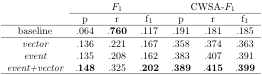 F₁ CWSA-F₁
p r f₁ p r f₁
baseline .064 .760 .117 .191 .181 .185
vector .136 .221 .167 .358 .374 .363
event .135 .208 .162 .383 .407 .391
event+vector .148 .325 .202 .389 .415 .399